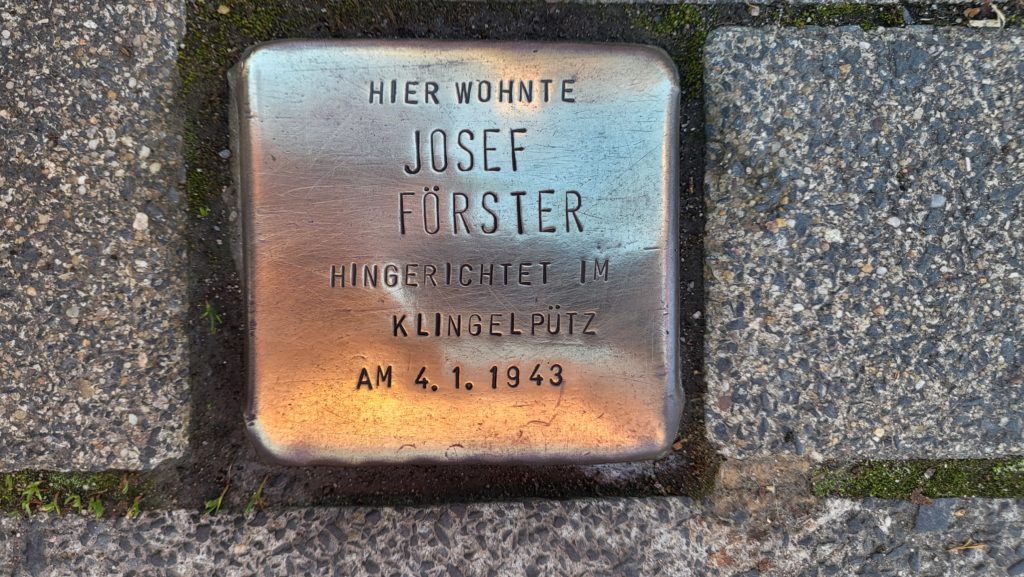 HIER WOHNTE
JOSEF
FÖRSTER
HINGERICHTET IM
KLINGELPÜTZ
AM 4.1.1943